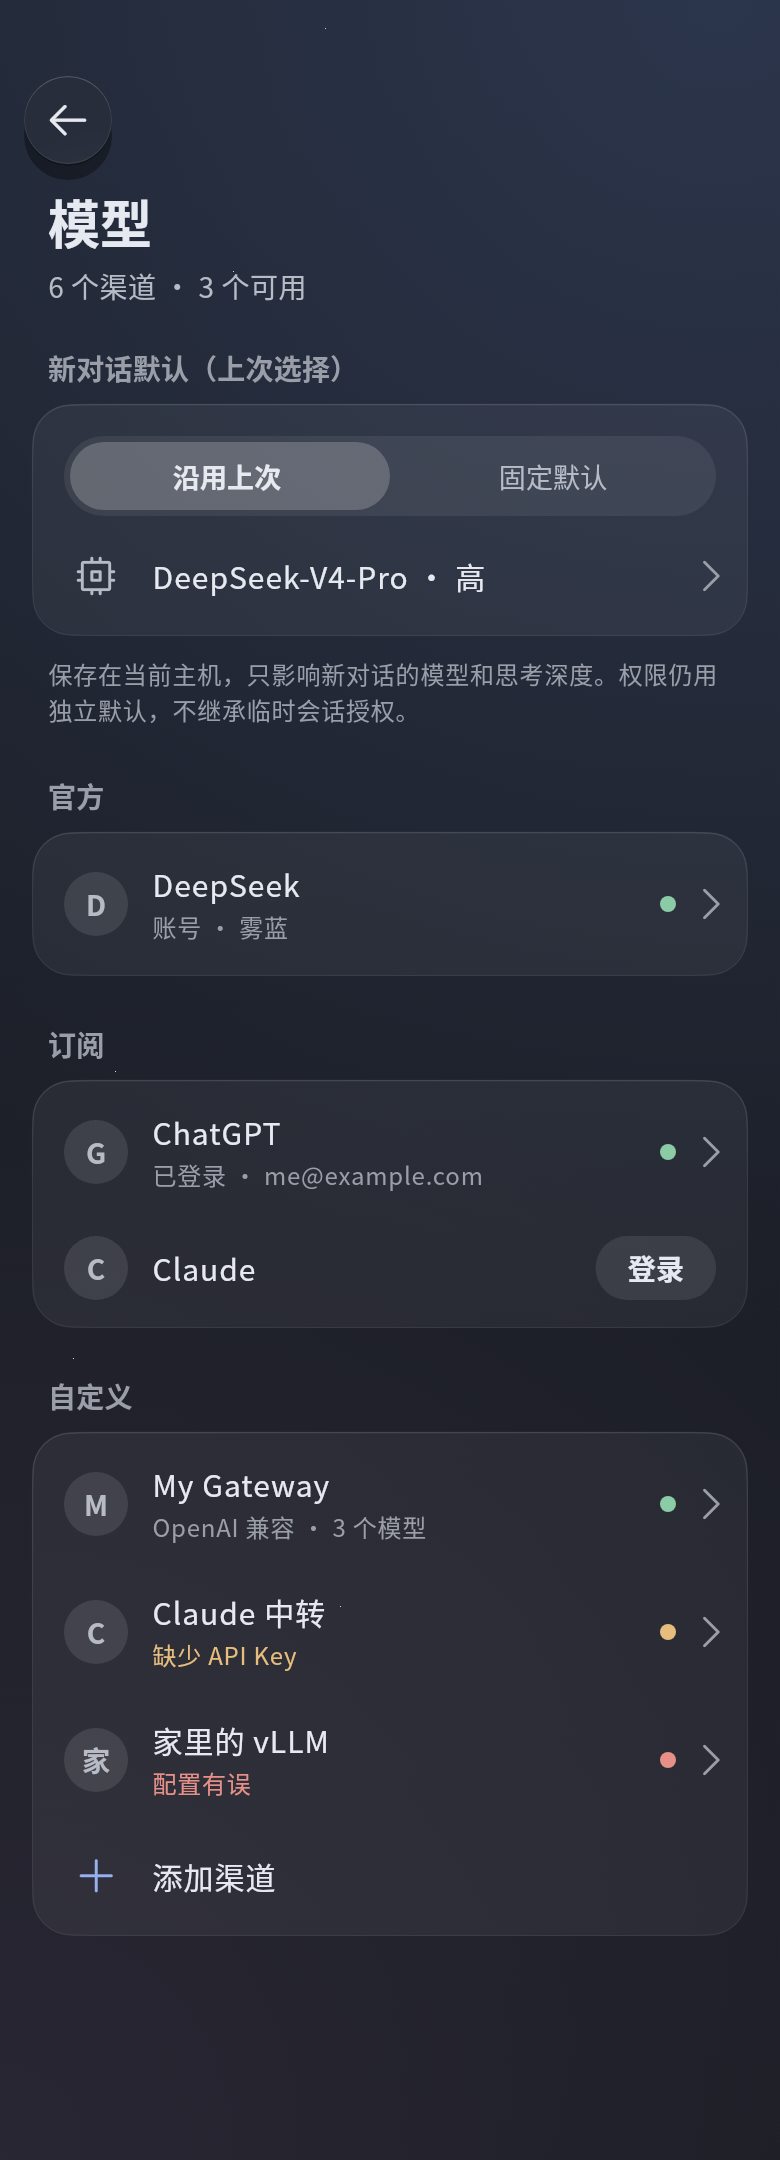 模型
6 个渠道 · 3 个可用
新对话默认（上次选择）
沿用上次
固定默认
DeepSeek-V4-Pro · 高
保存在当前主机，只影响新对话的模型和思考深度。权限仍用
独立默认，不继承临时会话授权。
官方
D
DeepSeek
账号 · 雾蓝
订阅
G
ChatGPT
已登录 · me@example.com
C
Claude
登录
自定义
M
My Gateway
OpenAI 兼容 · 3 个模型
C
Claude 中转
缺少 API Key
家
家里的 vLLM
配置有误
添加渠道